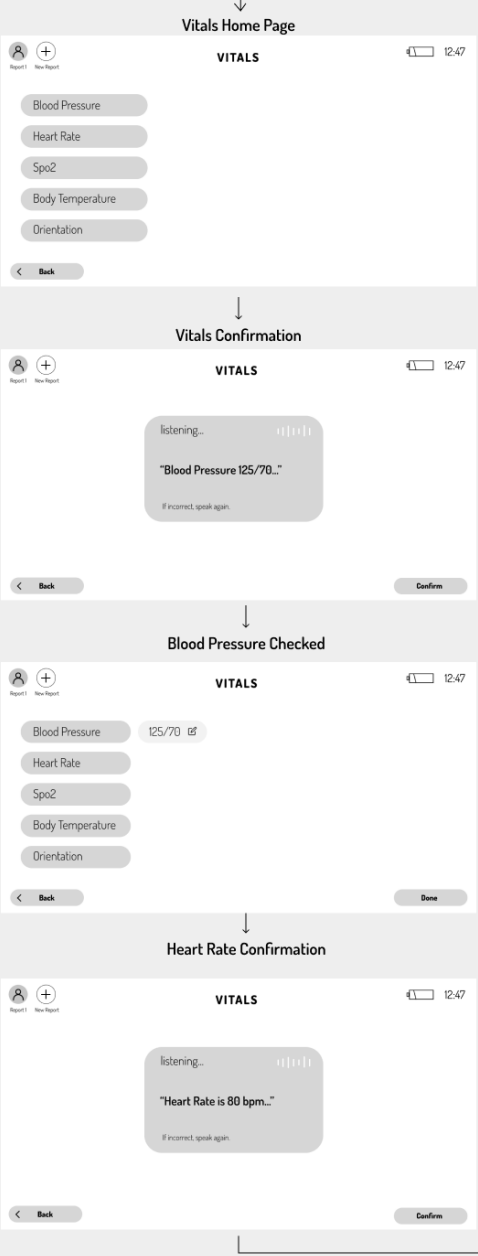 Vitals Home Page
Report 1 New Report
VITALS
12:47
Blood Pressure
Heart Rate
Spo2
Body Temperature
Orientation
Back
Vitals Confirmation
Report 1 New Report
VITALS
12:47
listening...
“Blood Pressure 125/70...”
If incorrect, speak again.
Back
Confirm
Blood Pressure Checked
Report 1 New Report
VITALS
12:47
Blood Pressure 125/70
Heart Rate
Spo2
Body Temperature
Orientation
Back
Done
Heart Rate Confirmation
Report 1 New Report
VITALS
12:47
listening...
“Heart Rate is 80 bpm...”
If incorrect, speak again.
Back
Confirm